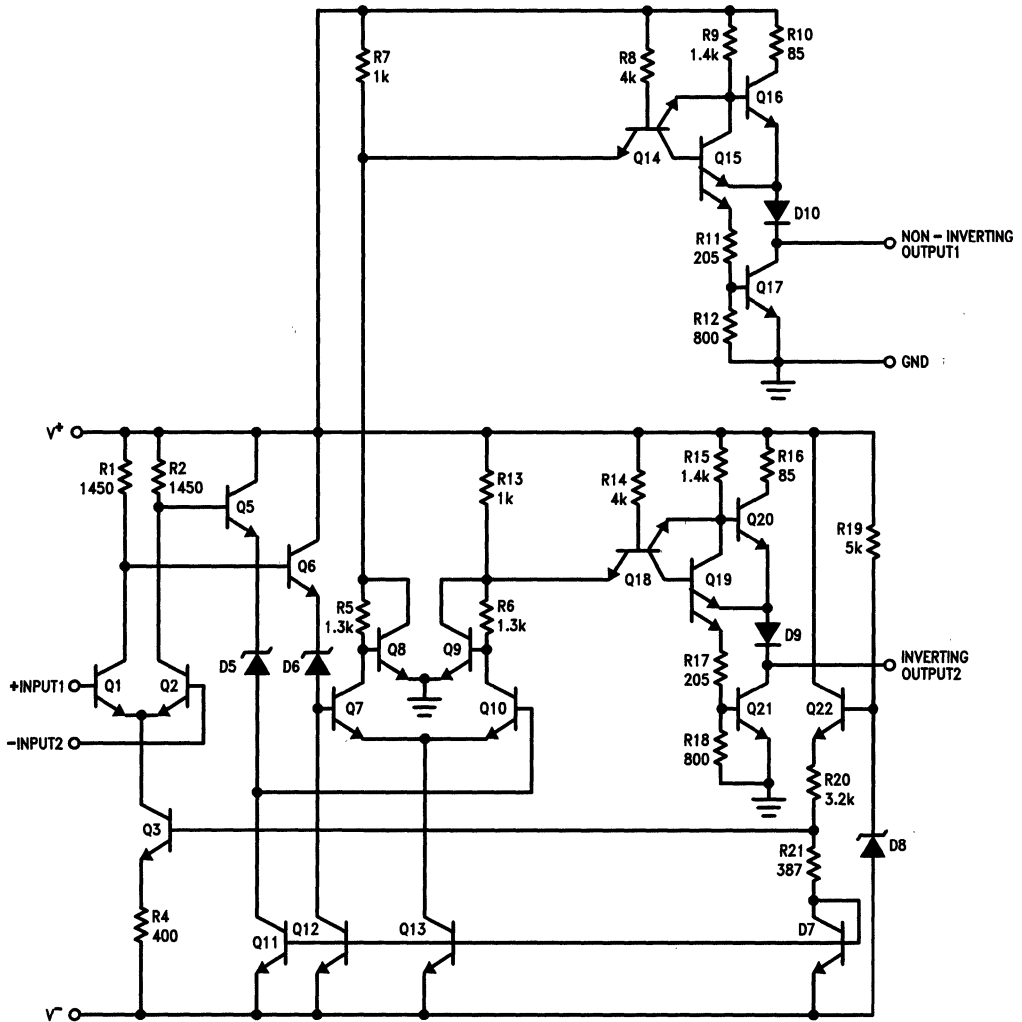 R7
1k
R8
4k
R9
1.4k
R10
85
Q16
Q14
Q15
D10
R11
205
NON-INVERTING
OUTPUT1
Q17
R12
800
GND
V+
R1
1450
R2
1450
Q5
R13
1k
R14
4k
R15
1.4k
R16
85
Q20
R19
5k
Q6
Q18
Q19
R5
1.3k
R6
1.3k
Q8
Q9
D9
D5
D6
R17
205
INVERTING
OUTPUT2
+INPUT1
Q1
Q2
Q7
Q10
Q21
Q22
-INPUT2
R18
800
R20
3.2k
Q3
R21
387
D8
R4
400
Q11
Q12
Q13
D7
V-